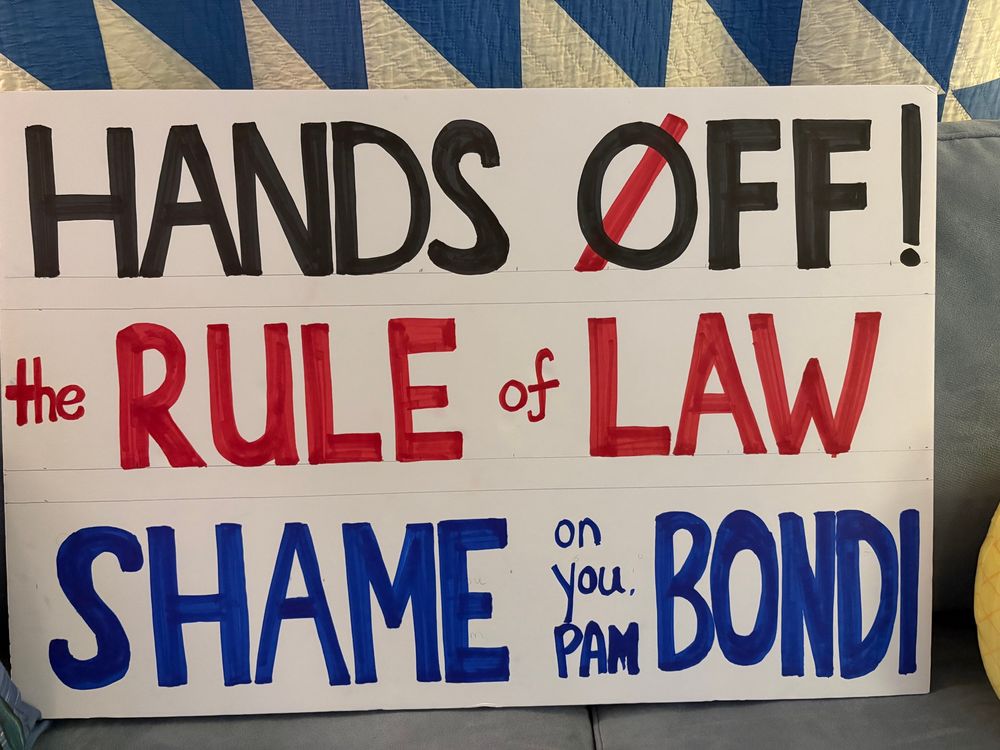 HANDS OFF!
the RULE of LAW
SHAME on you, PAM BONDI